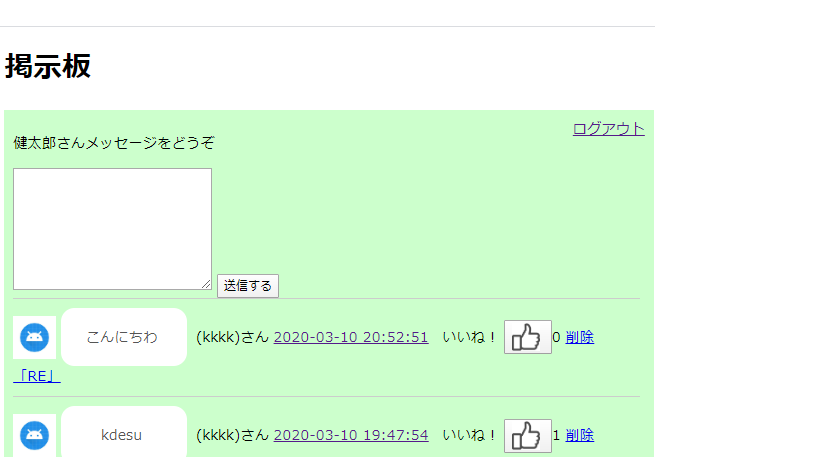 掲示板
ログアウト
健太郎さんメッセージをどうぞ
送信する
こんにちわ (kkkk)さん 2020-03-10 20:52:51 いいね！ 0 削除
「RE」
kdesu (kkkk)さん 2020-03-10 19:47:54 いいね！ 1 削除